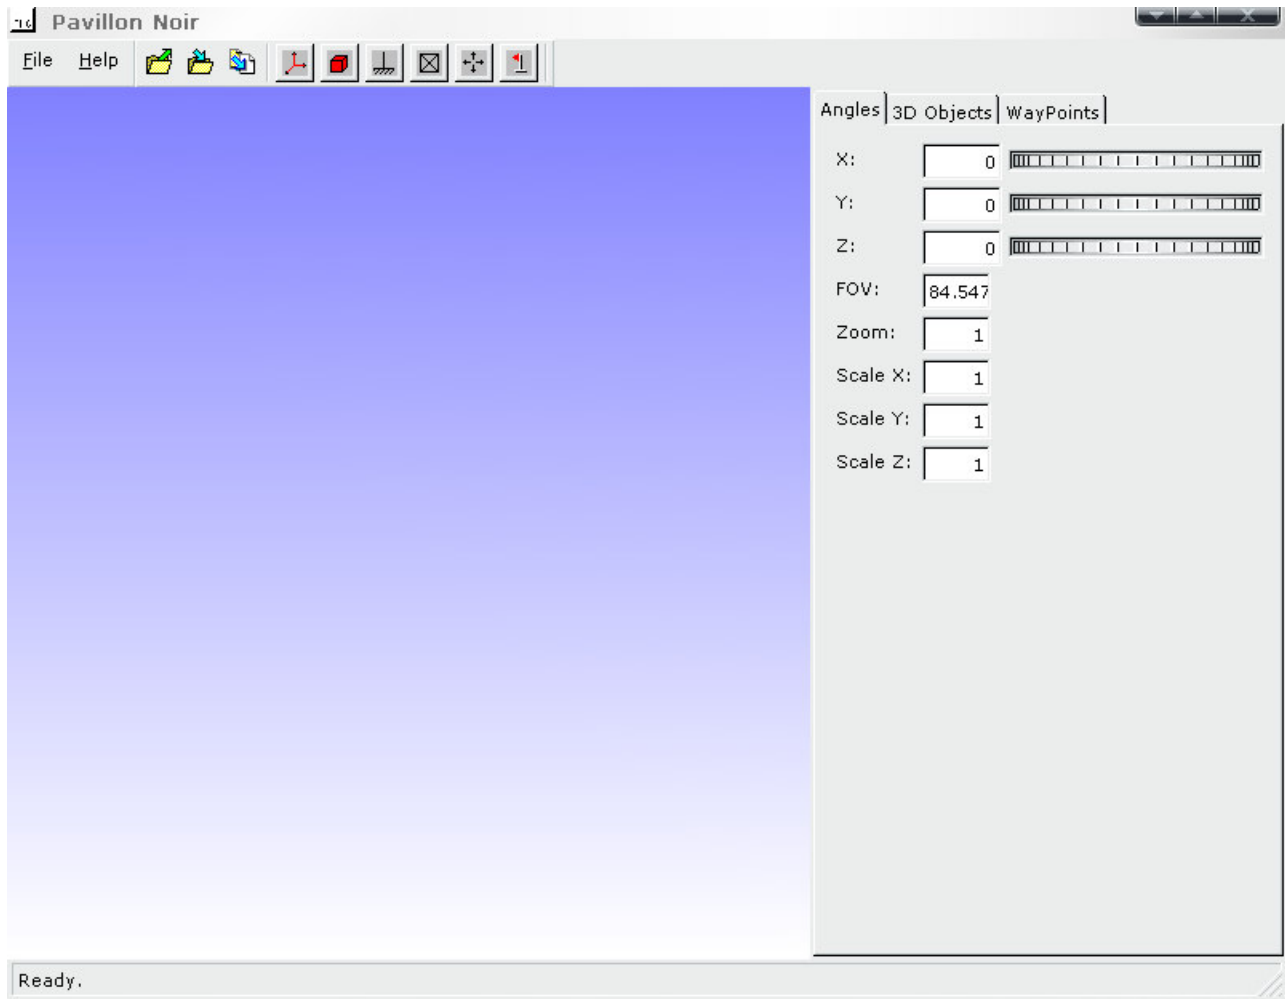 Pavillon Noir
File Help
Angles 3D Objects WayPoints
X: 0
Y: 0
Z: 0
FOV: 84.547
Zoom: 1
Scale X: 1
Scale Y: 1
Scale Z: 1
Ready.